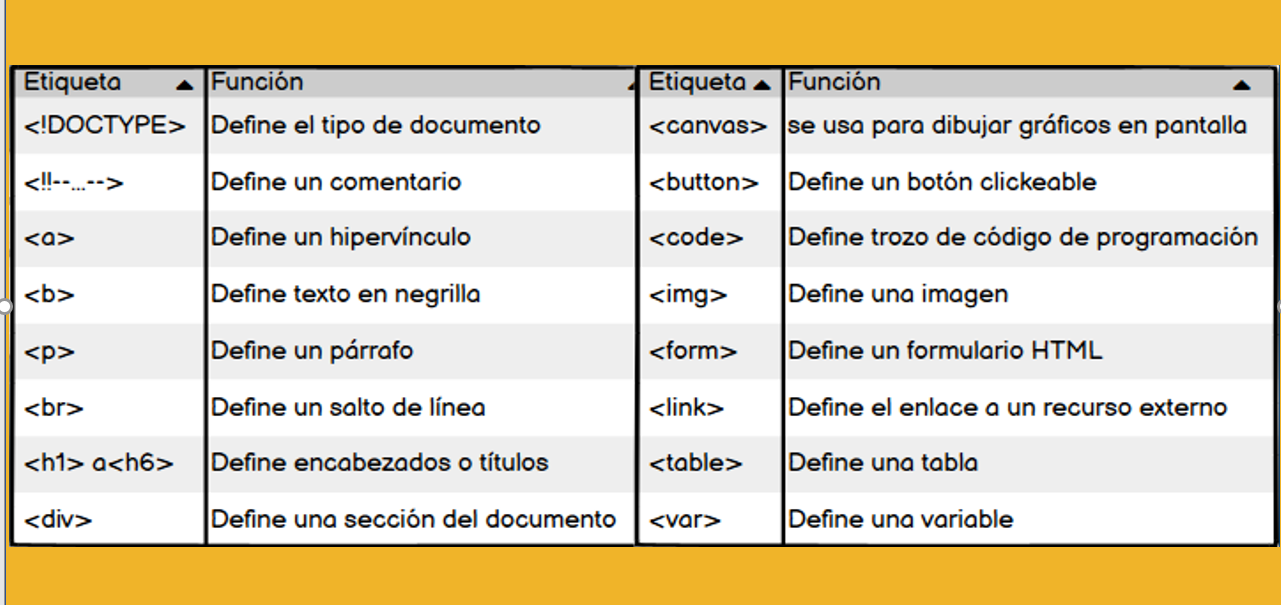 Etiqueta Función
<!DOCTYPE> Define el tipo de documento
<!!--...--> Define un comentario
<a> Define un hipervínculo
<b> Define texto en negrilla
<p> Define un párrafo
<br> Define un salto de línea
<h1> a<h6> Define encabezados o títulos
<div> Define una sección del documento
Etiqueta Función
<canvas> se usa para dibujar gráficos en pantalla
<button> Define un botón clickeable
<code> Define trozo de código de programación
<img> Define una imagen
<form> Define un formulario HTML
<link> Define el enlace a un recurso externo
<table> Define una tabla
<var> Define una variable